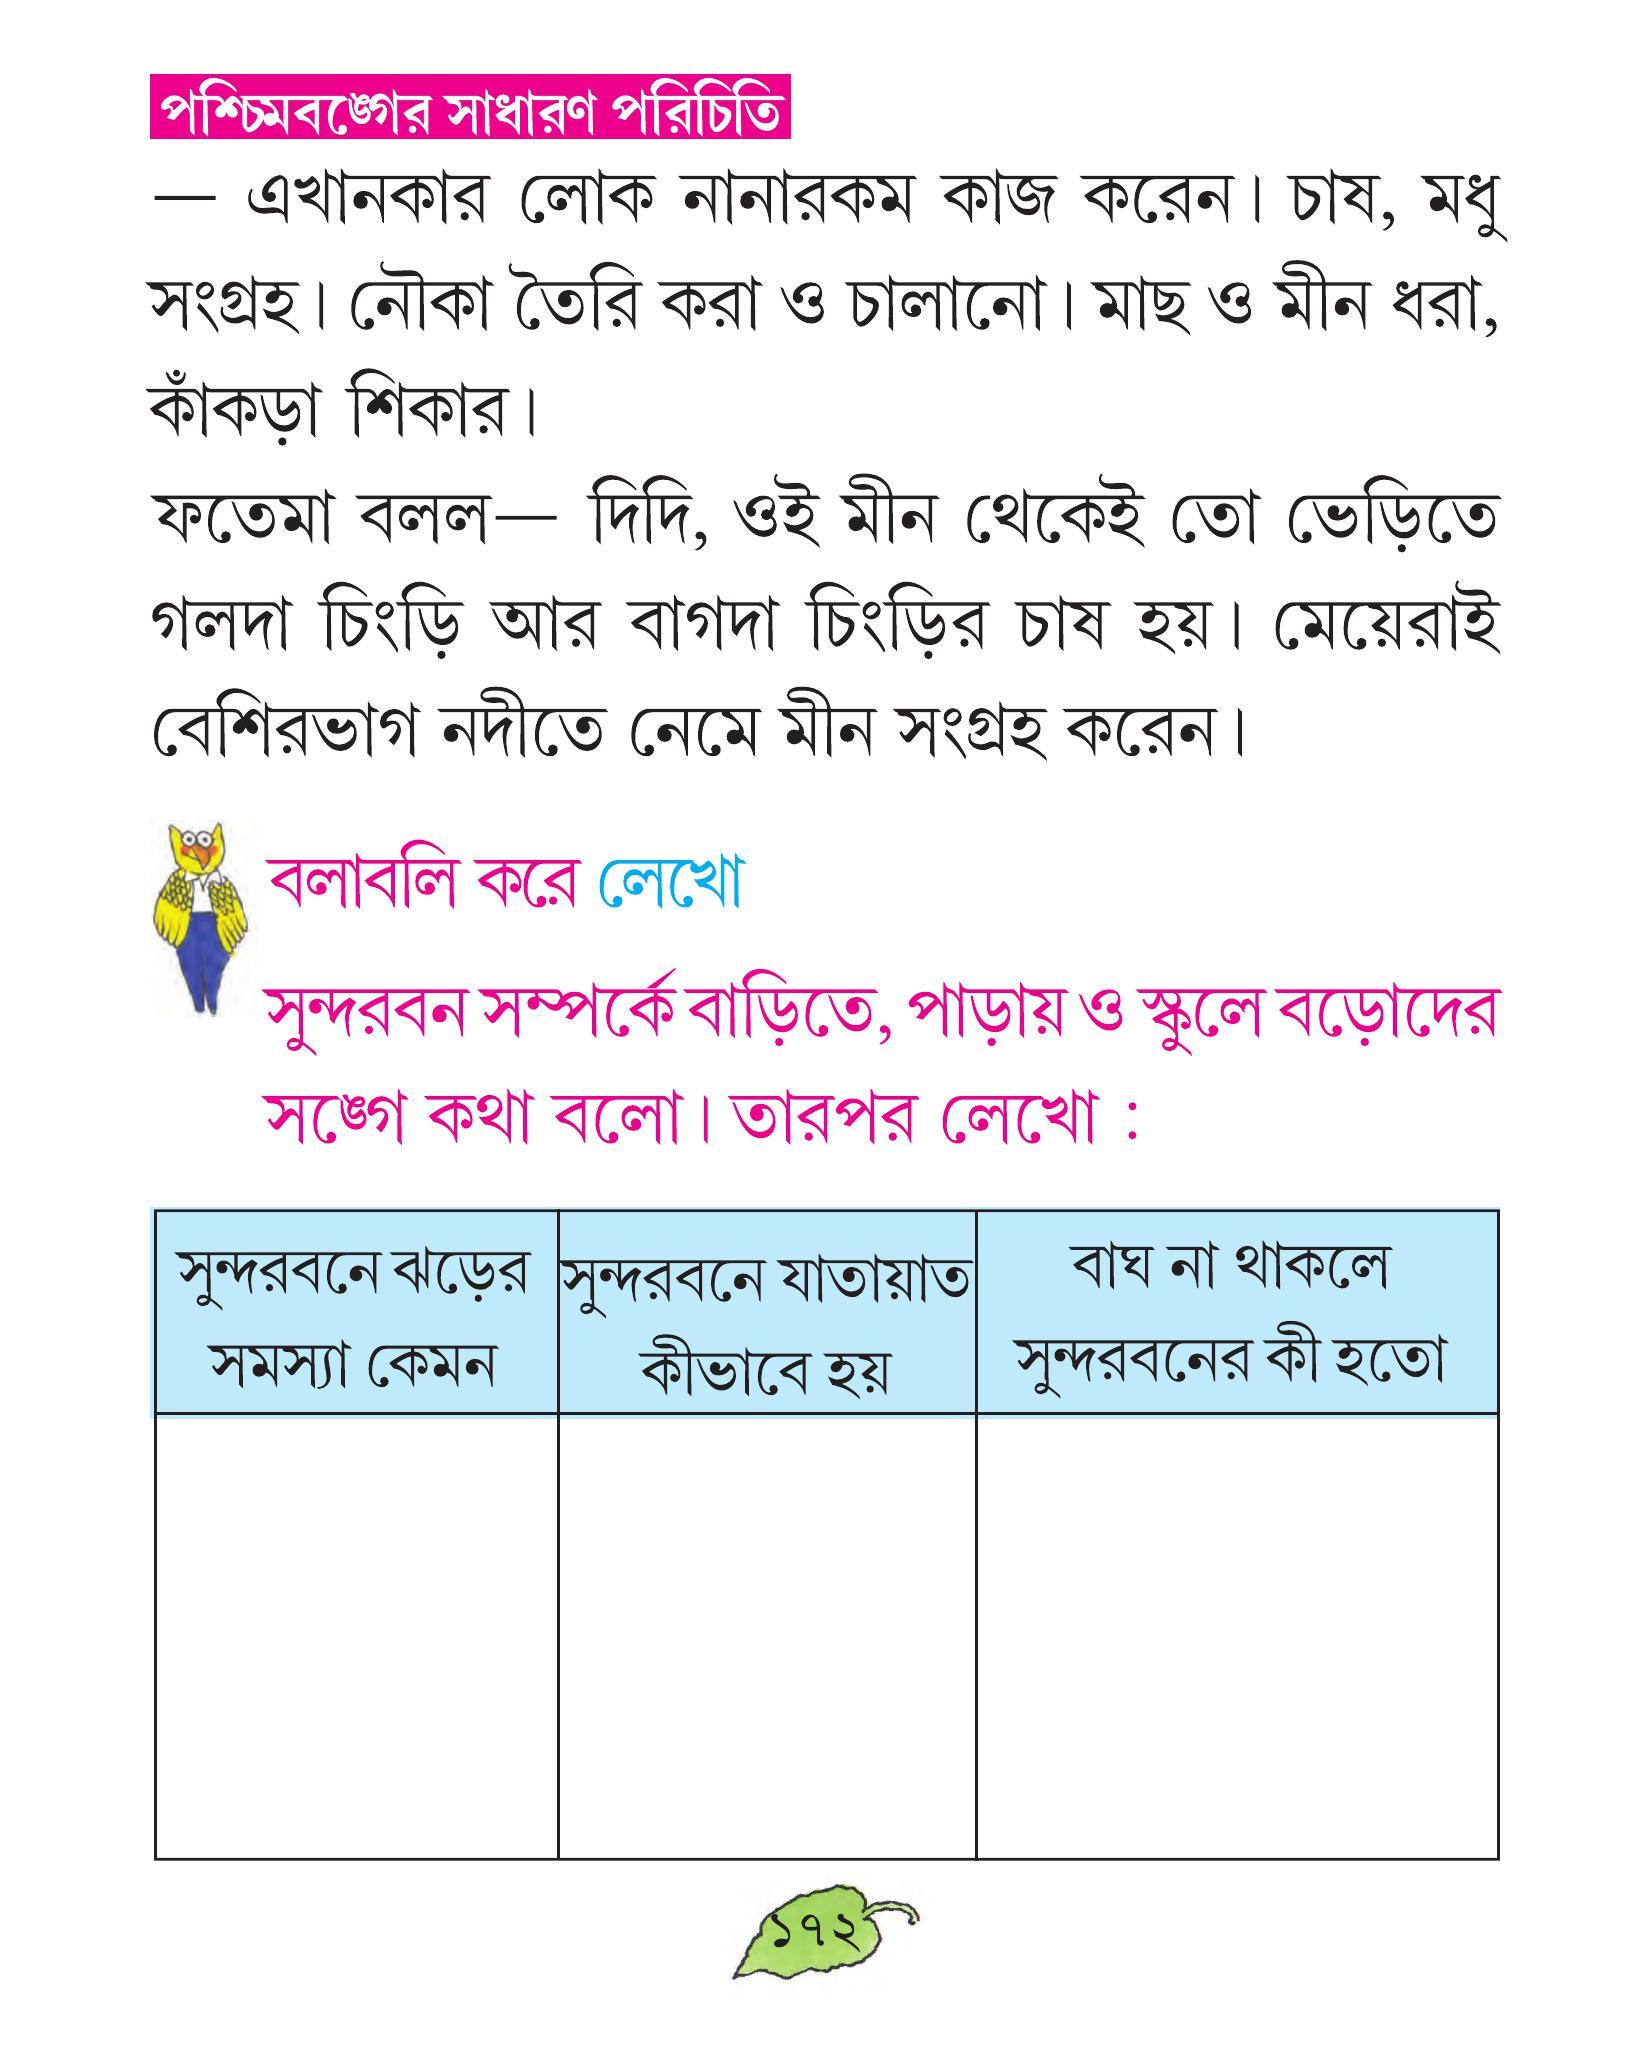 পশ্চিমবঙ্গের সাধারণ পরিচিতি
— এখানকার লোক নানারকম কাজ করেন। চাষ, মধু
সংগ্রহ। নৌকা তৈরি করা ও চালানো। মাছ ও মীন ধরা,
কাঁকড়া শিকার।
ফতেমা বলল— দিদি, ওই মীন থেকেই তো ভেড়িতে
গলদা চিংড়ি আর বাগদা চিংড়ির চাষ হয়। মেয়েরাই
বেশিরভাগ নদীতে নেমে মীন সংগ্রহ করেন।
বলাবলি করে লেখো
সুন্দরবন সম্পর্কে বাড়িতে, পাড়ায় ও স্কুলে বড়োদের
সঙ্গে কথা বলো। তারপর লেখো :
সুন্দরবনে ঝড়ের
সমস্যা কেমন
সুন্দরবনে যাতায়াত
কীভাবে হয়
বাঘ না থাকলে
সুন্দরবনের কী হতো
১৭২